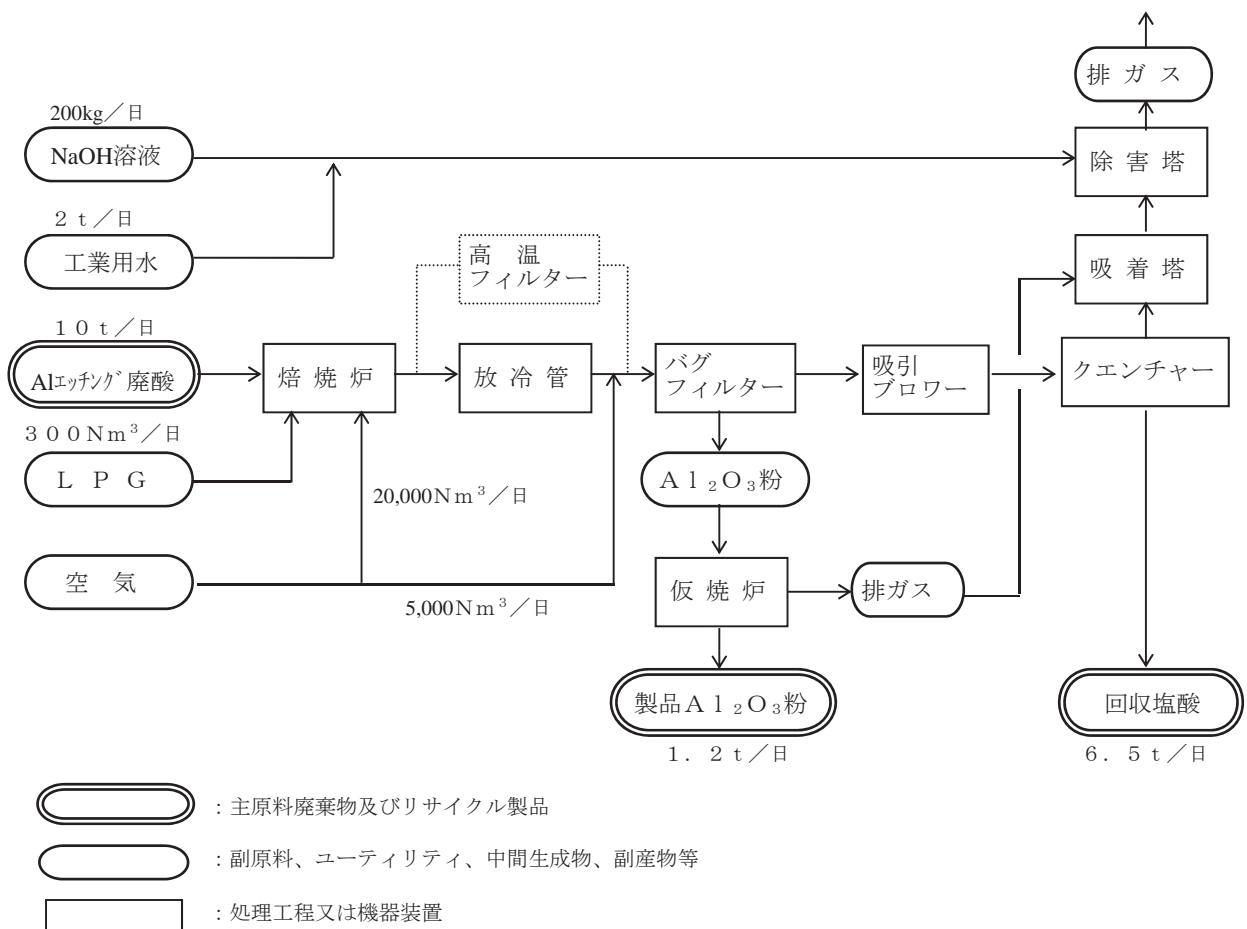 排 ガ ス
200kg／日
NaOH溶液
除 害 塔
2 t／日
工業用水
高 温
フィルター
吸 着 塔
10 t／日
Alエッチング廃酸
焙 焼 炉
放 冷 管
バグ
フィルター
吸引
ブロワー
クエンチャー
300Nm³／日
L P G
Al₂O₃粉
20,000Nm³／日
空 気
5,000Nm³／日
仮 焼 炉
排ガス
製品Al₂O₃粉
1.2 t／日
回収塩酸
6.5 t／日
：主原料廃棄物及びリサイクル製品
：副原料、ユーティリティ、中間生成物、副産物等
：処理工程又は機器装置